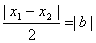 | x₁ − x₂ | / 2 = | b |